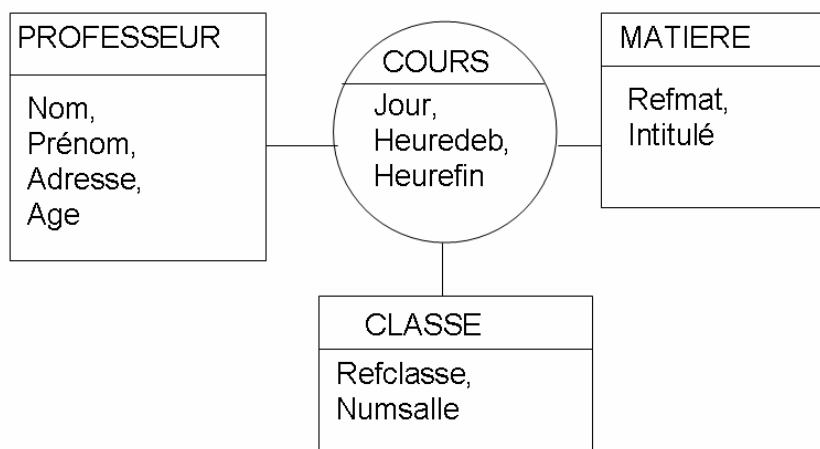 PROFESSEUR
Nom,
Prénom,
Adresse,
Age
COURS
Jour,
Heuredeb,
Heurefin
MATIERE
Refmat,
Intitulé
CLASSE
Refclasse,
Numsalle